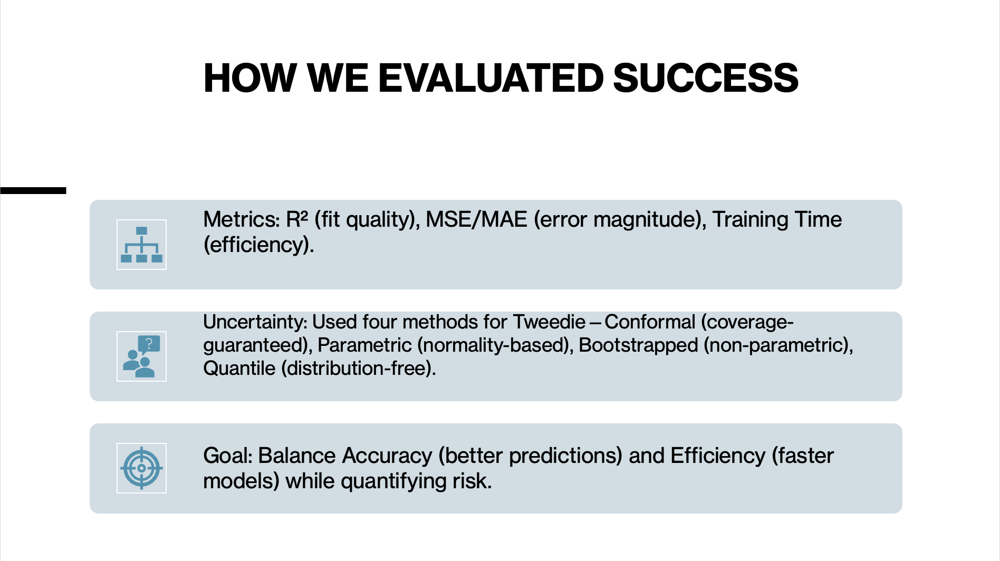 HOW WE EVALUATED SUCCESS
Metrics: R² (fit quality), MSE/MAE (error magnitude), Training Time
(efficiency).
?
Uncertainty: Used four methods for Tweedie – Conformal (coverage-
guaranteed), Parametric (normality-based), Bootstrapped (non-parametric),
Quantile (distribution-free).
Goal: Balance Accuracy (better predictions) and Efficiency (faster
models) while quantifying risk.